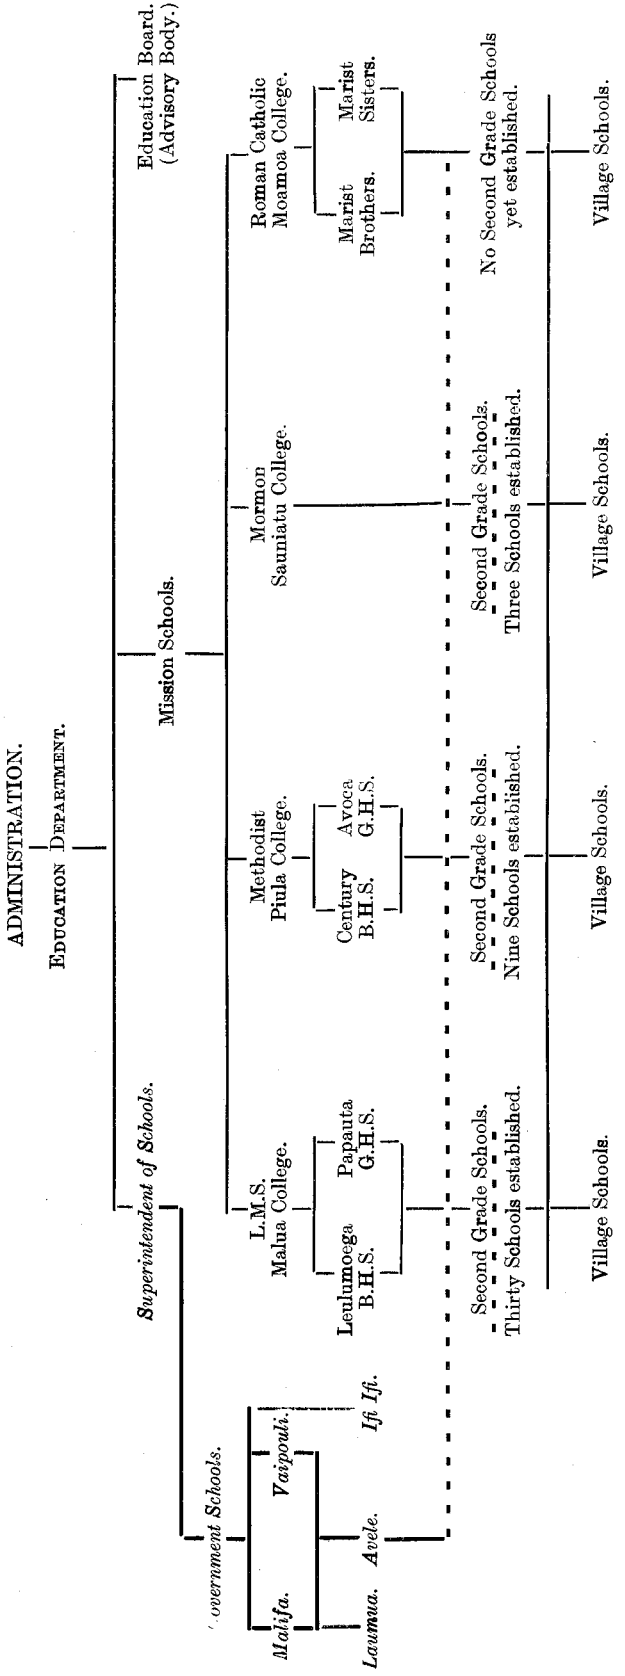 ADMINISTRATION.
EDUCATION DEPARTMENT.
Superintendent of Schools.
Mission Schools.
Education Board.
(Advisory Body.)
overnment Schools.
L.M.S.
Malua College.
Methodist
Piula College.
Mormon
Sauniatu College.
Roman Catholic
Moamoa College.
Malifa.
Vaipouli.
Leulumoega
B.H.S.
Papauta
G.H.S.
Century
B.H.S.
Avoca
G.H.S.
Marist
Brothers.
Marist
Sisters.
Laumua.
Avele.
Ifi Ifi.
Second Grade Schools.
Thirty Schools established.
Second Grade Schools.
Nine Schools established.
Second Grade Schools.
Three Schools established.
No Second Grade Schools
yet established.
Village Schools.
Village Schools.
Village Schools.
Village Schools.